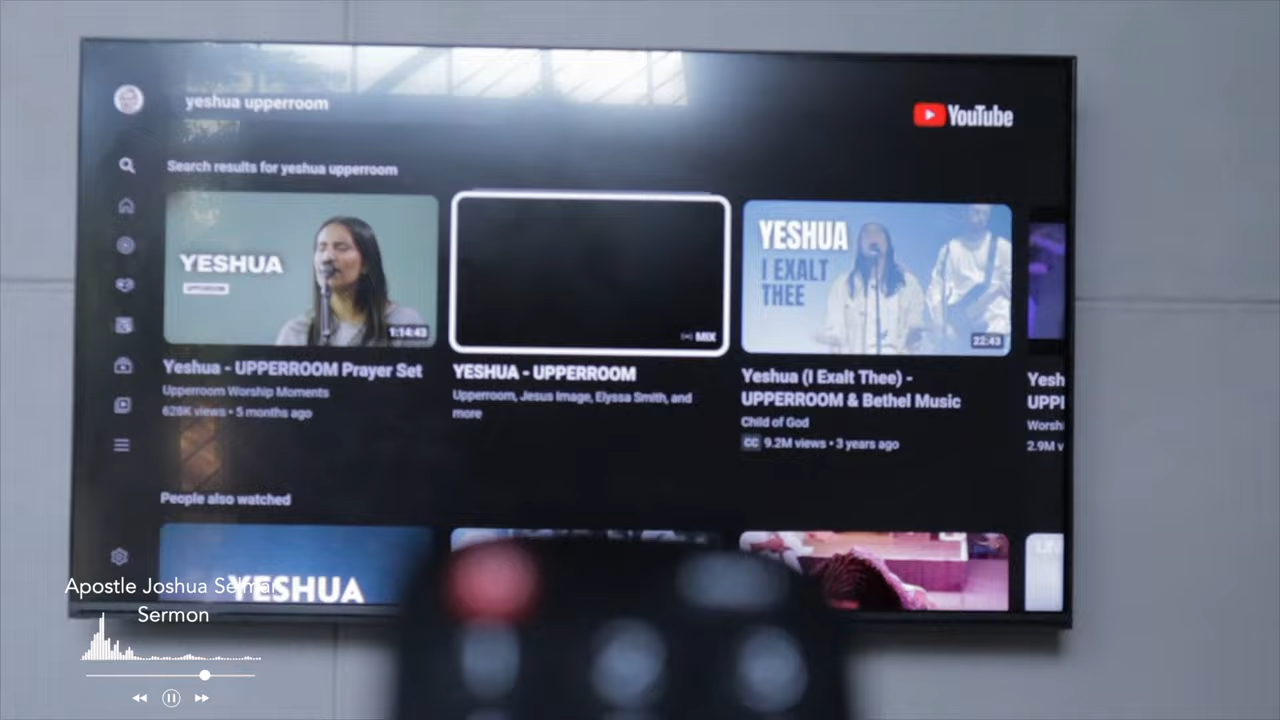 yeshua upperroom
YouTube
Search results for yeshua upperroom
YESHUA
UPPERROOM
1:14:43
MIX
YESHUA
I EXALT
THEE
22:43
Yeshua - UPPERROOM Prayer Set
Upperroom Worship Moments
628K views • 5 months ago
YESHUA - UPPERROOM
Upperroom, Jesus Image, Elyssa Smith, and
more
Yeshua (I Exalt Thee) -
UPPERROOM & Bethel Music
Child of God
CC 9.2M views • 3 years ago
Yesh
UPPI
Worshi
2.9M v
People also watched
YESHUA
Apostle Joshua Selman
Sermon